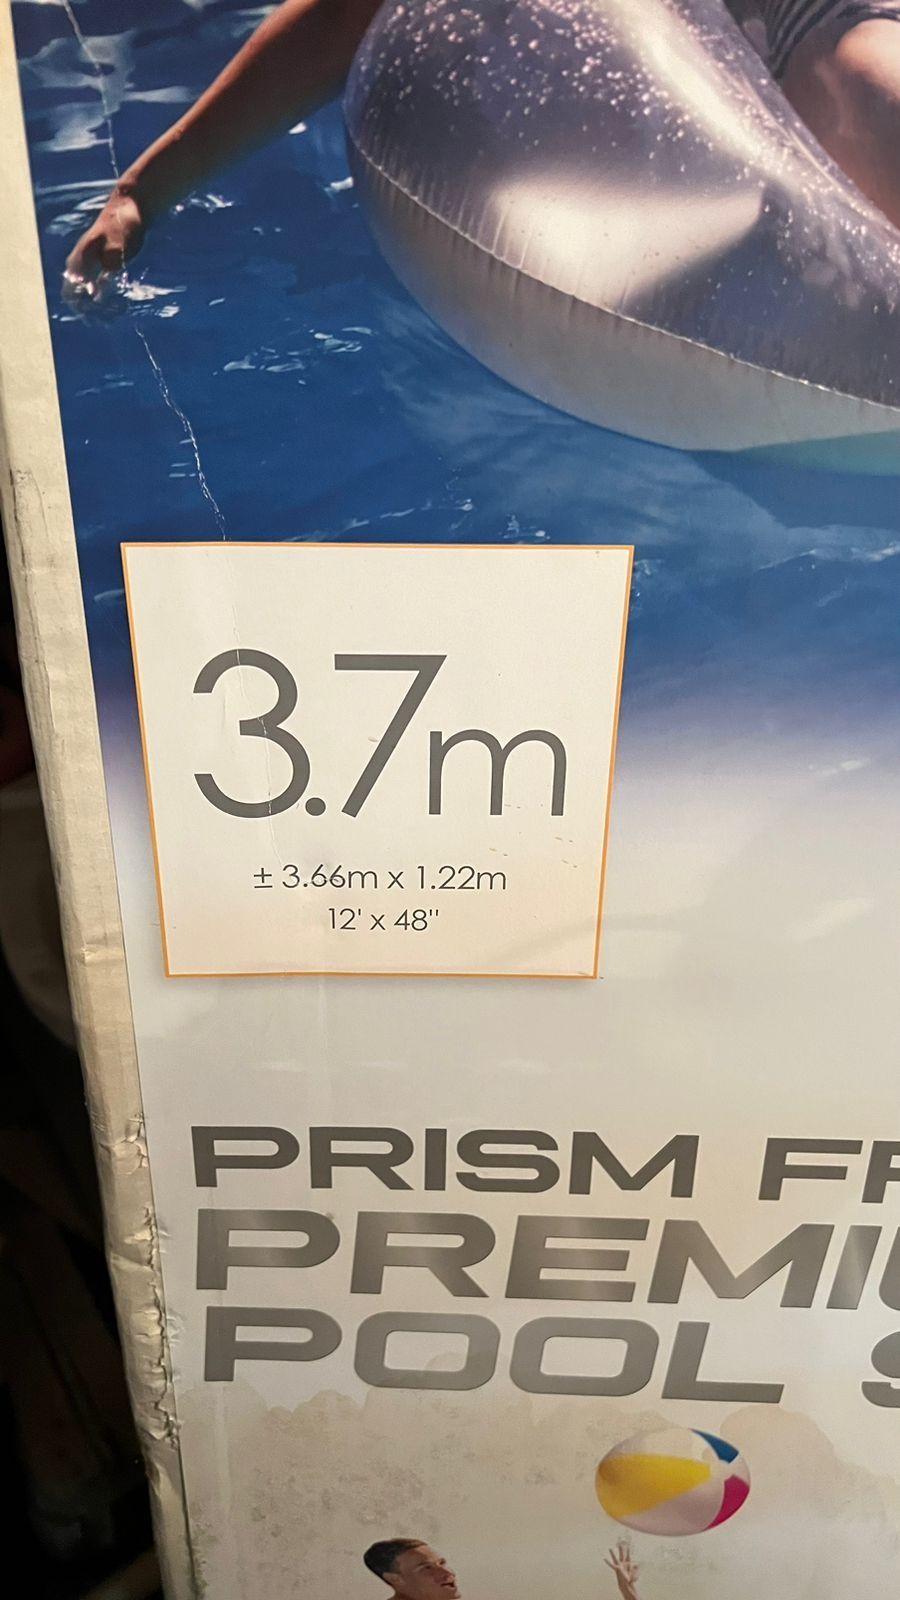 3.7m
± 3.66m x 1.22m
12' x 48"
PRISM
POOL